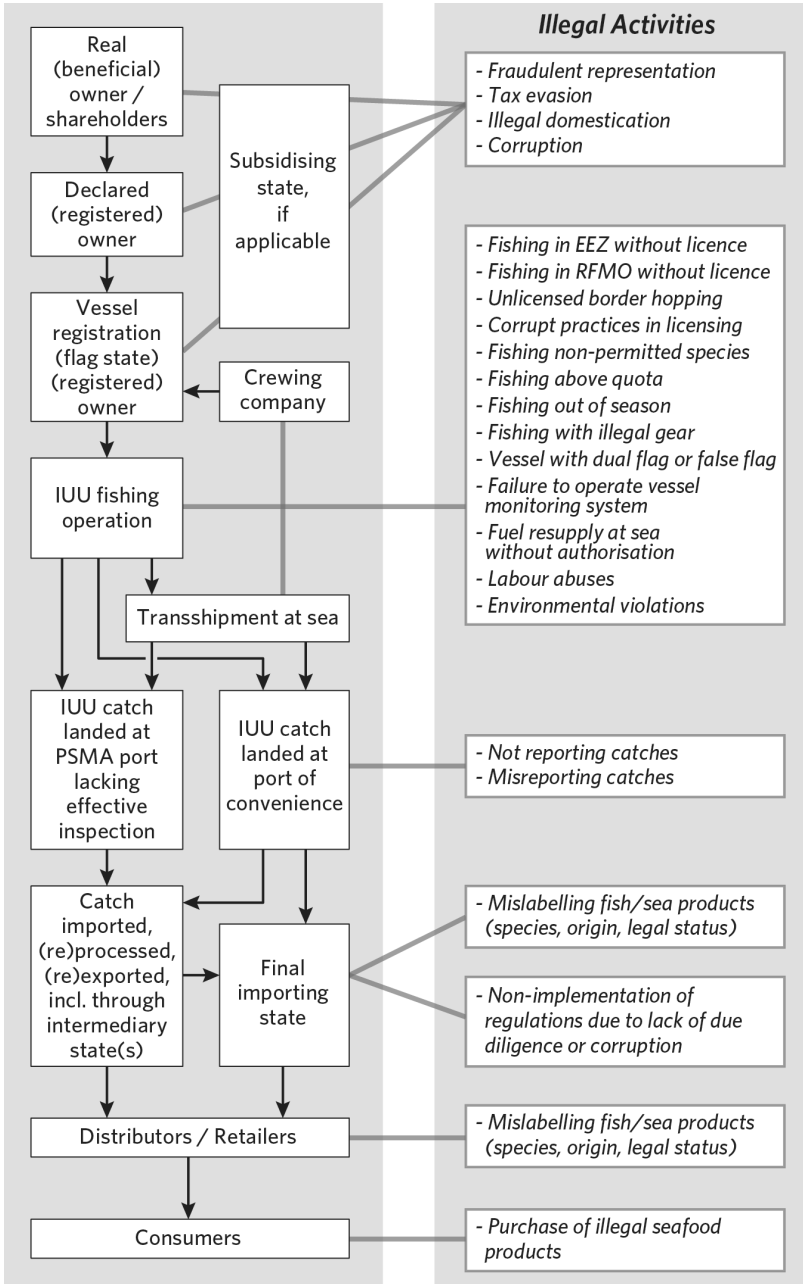 Illegal Activities
Real
(beneficial)
owner /
shareholders
- Fraudulent representation
- Tax evasion
- Illegal domestication
- Corruption
Subsidising
state,
if
applicable
Declared
(registered)
owner
Vessel
registration
(flag state)
(registered)
owner
- Fishing in EEZ without licence
- Fishing in RFMO without licence
- Unlicensed border hopping
- Corrupt practices in licensing
- Fishing non-permitted species
- Fishing above quota
- Fishing out of season
- Fishing with illegal gear
- Vessel with dual flag or false flag
- Failure to operate vessel
monitoring system
- Fuel resupply at sea
without authorisation
- Labour abuses
- Environmental violations
Crewing
company
IUU fishing
operation
Transshipment at sea
IUU catch
landed at
PSMA port
lacking
effective
inspection
IUU catch
landed at
port of
convenience
- Not reporting catches
- Misreporting catches
Catch
imported,
(re)processed,
(re)exported,
incl. through
intermediary
state(s)
Final
importing
state
- Mislabelling fish/sea products
(species, origin, legal status)
- Non-implementation of
regulations due to lack of due
diligence or corruption
Distributors / Retailers
- Mislabelling fish/sea products
(species, origin, legal status)
Consumers
- Purchase of illegal seafood
products